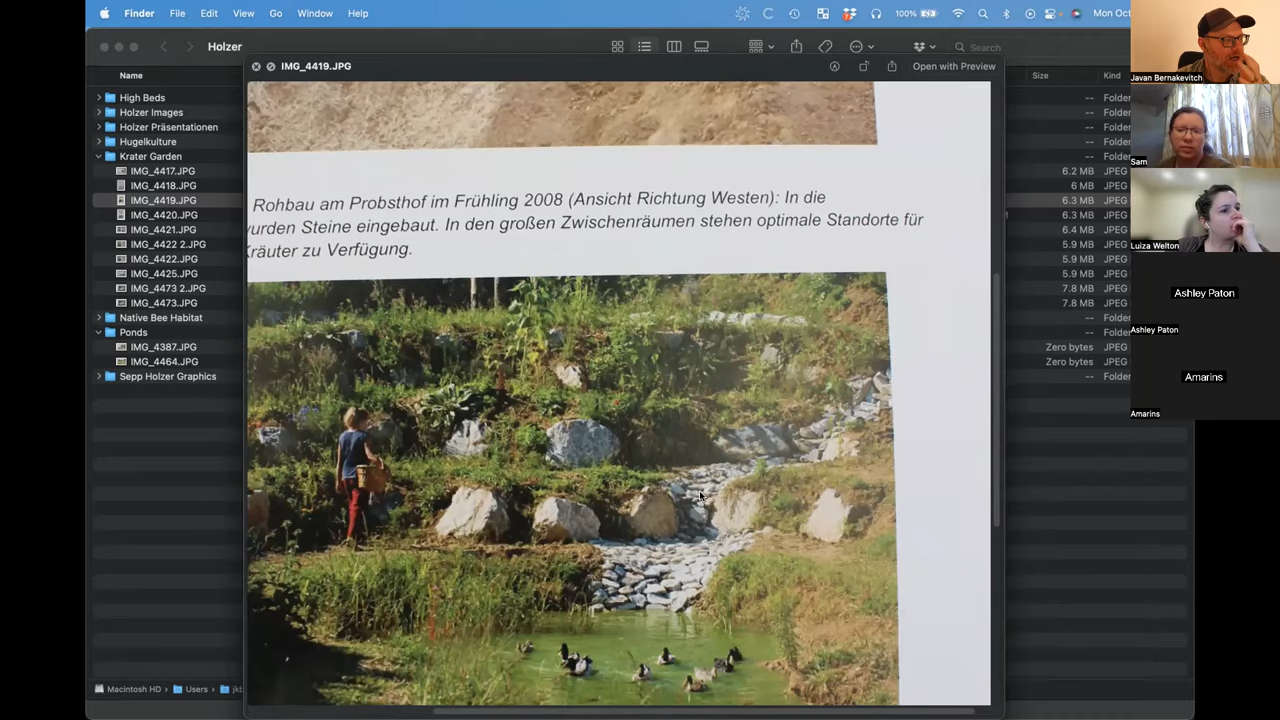 Finder File Edit View Go Window Help
100% Mon Oct
Holzer
Search
IMG_4419.JPG
Open with Preview
Name
Size
Kind
High Beds
-- Folder
Holzer Images
-- Folder
Holzer Präsentationen
-- Folder
Hugelkulture
-- Folder
Krater Garden
-- Folder
IMG_4417.JPG
6.2 MB JPEG
IMG_4418.JPG
6 MB JPEG
IMG_4419.JPG
6.3 MB JPEG
IMG_4420.JPG
6.3 MB JPEG
IMG_4421.JPG
6.4 MB JPEG
IMG_4422 2.JPG
5.9 MB JPEG
IMG_4422.JPG
5.9 MB JPEG
IMG_4425.JPG
5.9 MB JPEG
IMG_4473 2.JPG
7.8 MB JPEG
IMG_4473.JPG
7.8 MB JPEG
Native Bee Habitat
-- Folder
Ponds
-- Folder
IMG_4387.JPG
Zero bytes JPEG
IMG_4464.JPG
Zero bytes JPEG
Sepp Holzer Graphics
-- Folder
Rohbau am Probsthof im Frühling 2008 (Ansicht Richtung Westen): In die
wurden Steine eingebaut. In den großen Zwischenräumen stehen optimale Standorte für
Kräuter zu Verfügung.
Macintosh HD Users
Javan Bernakevitch
Sam
Luiza Welton
Ashley Paton
Ashley Paton
Amarins
Amarins